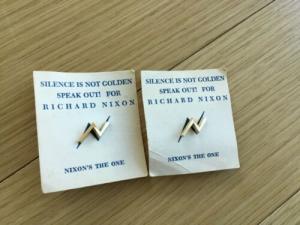 SILENCE IS NOT GOLDEN
SPEAK OUT! FOR
RICHARD NIXON
NIXON'S THE ONE
SILENCE IS NOT GOLDEN
SPEAK OUT! FOR
RICHARD NIXON
NIXON'S THE ONE